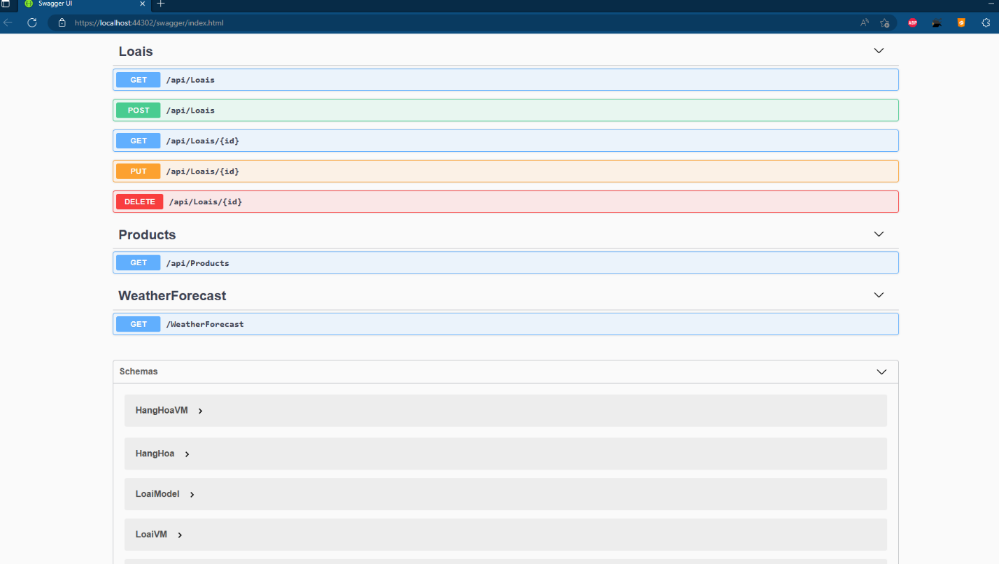 Swagger UI
https://localhost:44302/swagger/index.html
ABP
Loais
GET /api/Loais
POST /api/Loais
GET /api/Loais/{id}
PUT /api/Loais/{id}
DELETE /api/Loais/{id}
Products
GET /api/Products
WeatherForecast
GET /WeatherForecast
Schemas
HangHoaVM
HangHoa
LoaiModel
LoaiVM